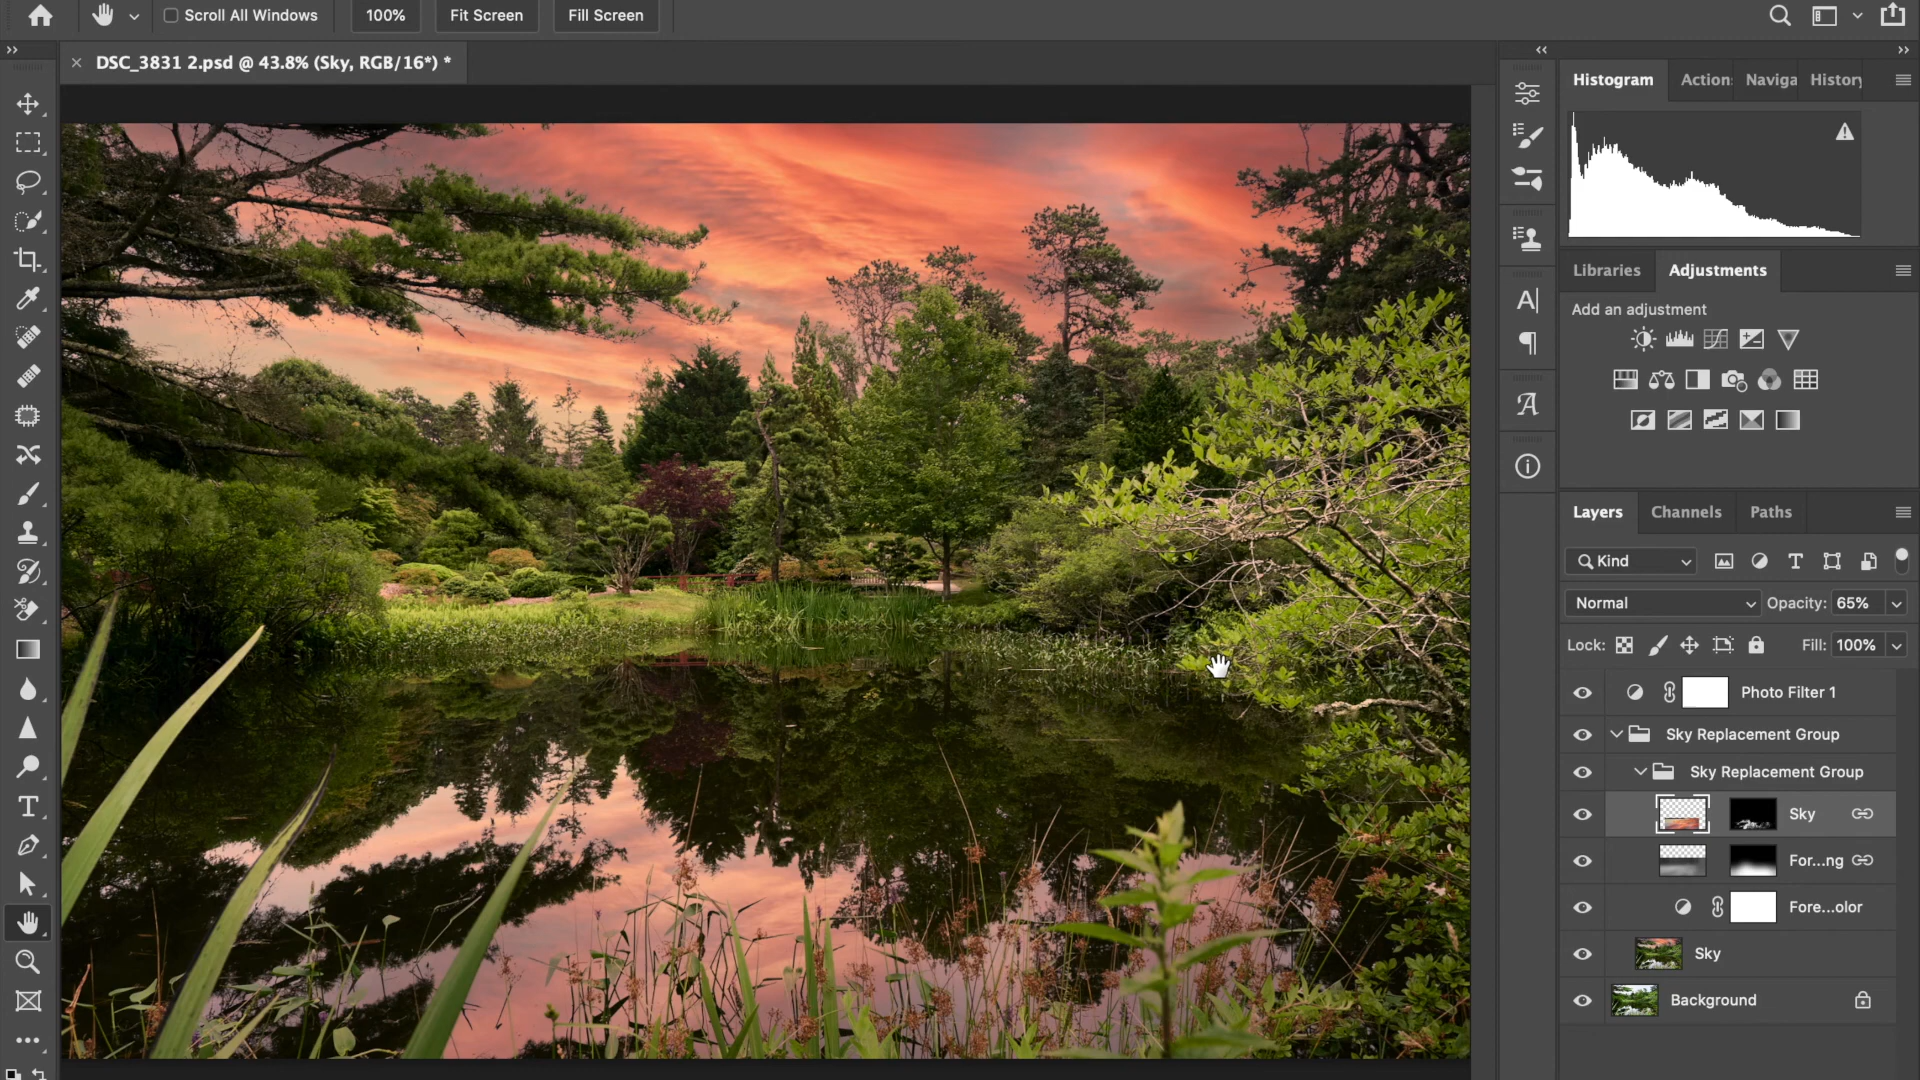 Scroll All Windows
100%
Fit Screen
Fill Screen
DSC_3831 2.psd @ 43.8% (Sky, RGB/16*) *
Histogram
Action:
Naviga
History
Libraries
Adjustments
Add an adjustment
Layers
Channels
Paths
Kind
Normal
Opacity: 65%
Lock:
Fill: 100%
Photo Filter 1
Sky Replacement Group
Sky Replacement Group
Sky
For...ng
Fore...olor
Sky
Background